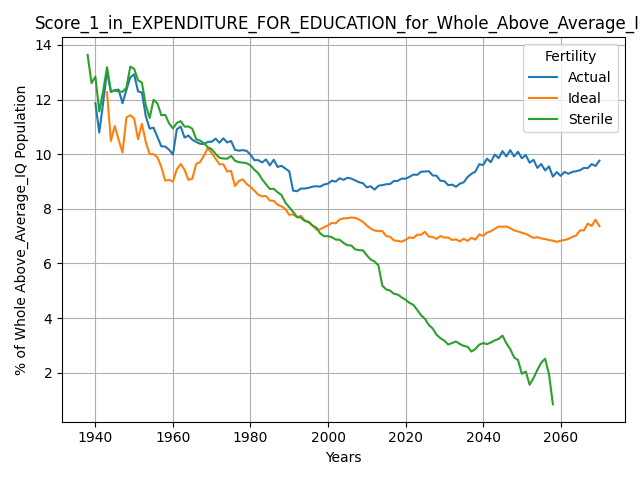 Score_1_in_EXPENDITURE_FOR_EDUCATION_for_Whole_Above_Average_I
14
12
10
8
6
4
2
% of Whole Above_Average_IQ Population
Fertility
Actual
Ideal
Sterile
1940
1960
1980
2000
2020
2040
2060
Years